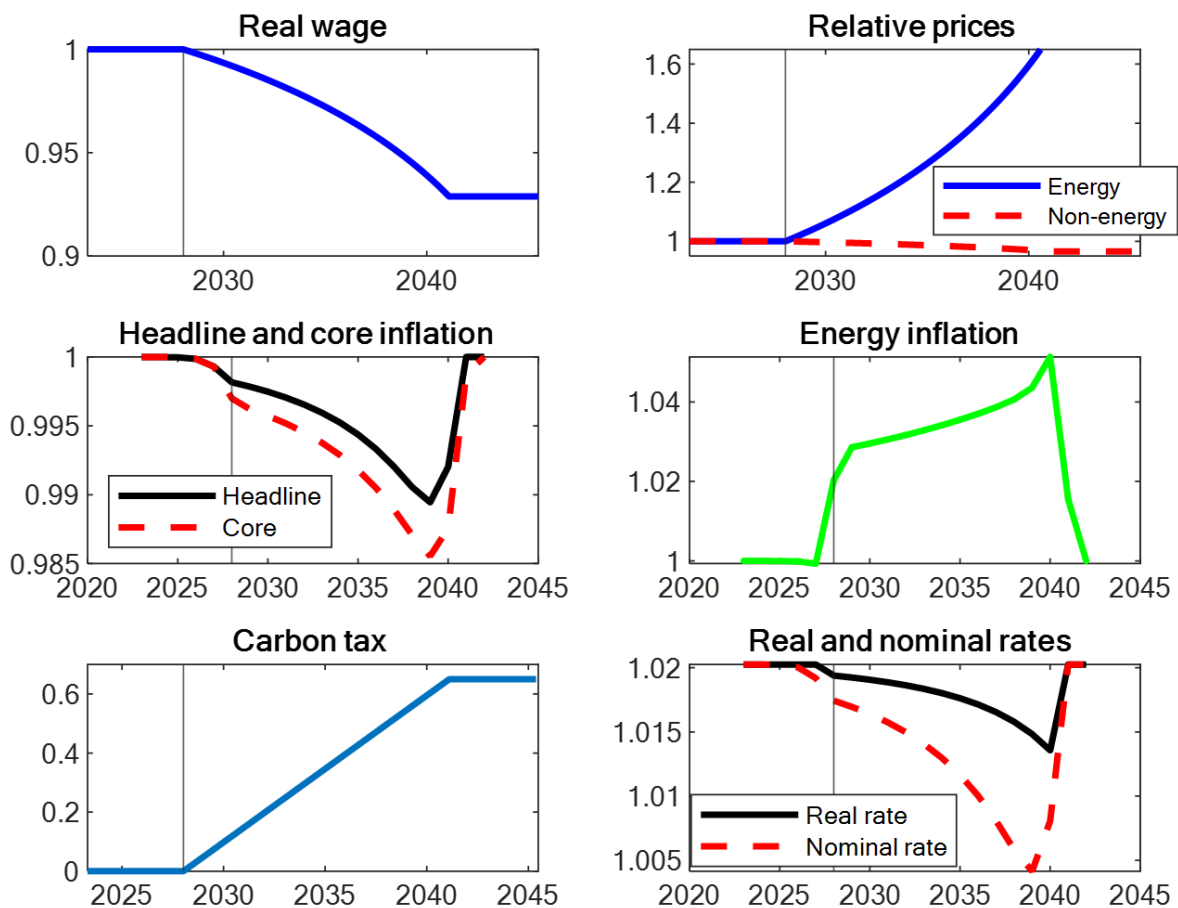 Real wage
1
0.95
0.9
2030 2040
Relative prices
1.6
1.4
1.2
1
Energy
Non-energy
2030 2040
Headline and core inflation
1
0.995
0.99
0.985
Headline
Core
2020 2025 2030 2035 2040 2045
Energy inflation
1.04
1.02
1
2020 2025 2030 2035 2040 2045
Carbon tax
0.6
0.4
0.2
0
2025 2030 2035 2040 2045
Real and nominal rates
1.02
1.015
1.01
1.005
Real rate
Nominal rate
2020 2025 2030 2035 2040 2045